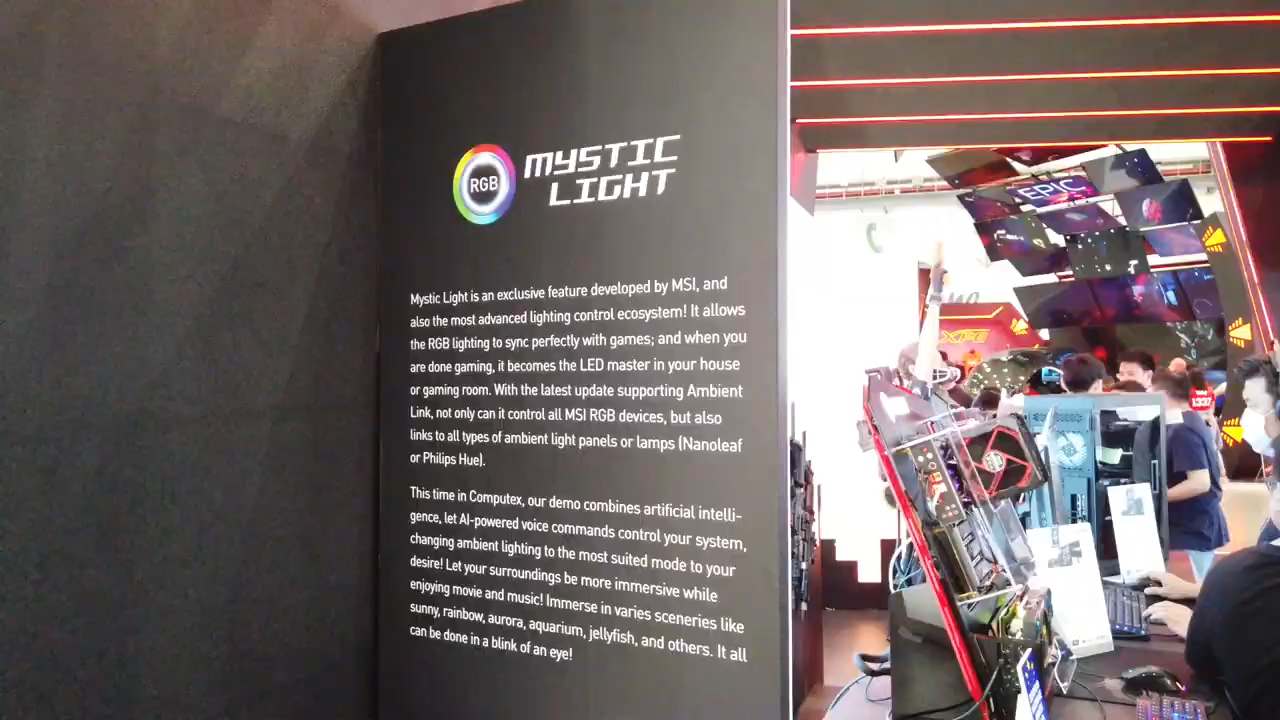 RGB
MYSTIC
LIGHT
Mystic Light is an exclusive feature developed by MSI, and
also the most advanced lighting control ecosystem! It allows
the RGB lighting to sync perfectly with games; and when you
are done gaming, it becomes the LED master in your house
or gaming room. With the latest update supporting Ambient
Link, not only can it control all MSI RGB devices, but also
links to all types of ambient light panels or lamps (Nanoleaf
or Philips Hue).
This time in Computex, our demo combines artificial intelli-
gence, let AI-powered voice commands control your system,
changing ambient lighting to the most suited mode to your
desire! Let your surroundings be more immersive while
enjoying movie and music! Immerse in varies sceneries like
sunny, rainbow, aurora, aquarium, jellyfish, and others. It all
can be done in a blink of an eye!
EPIC
1337